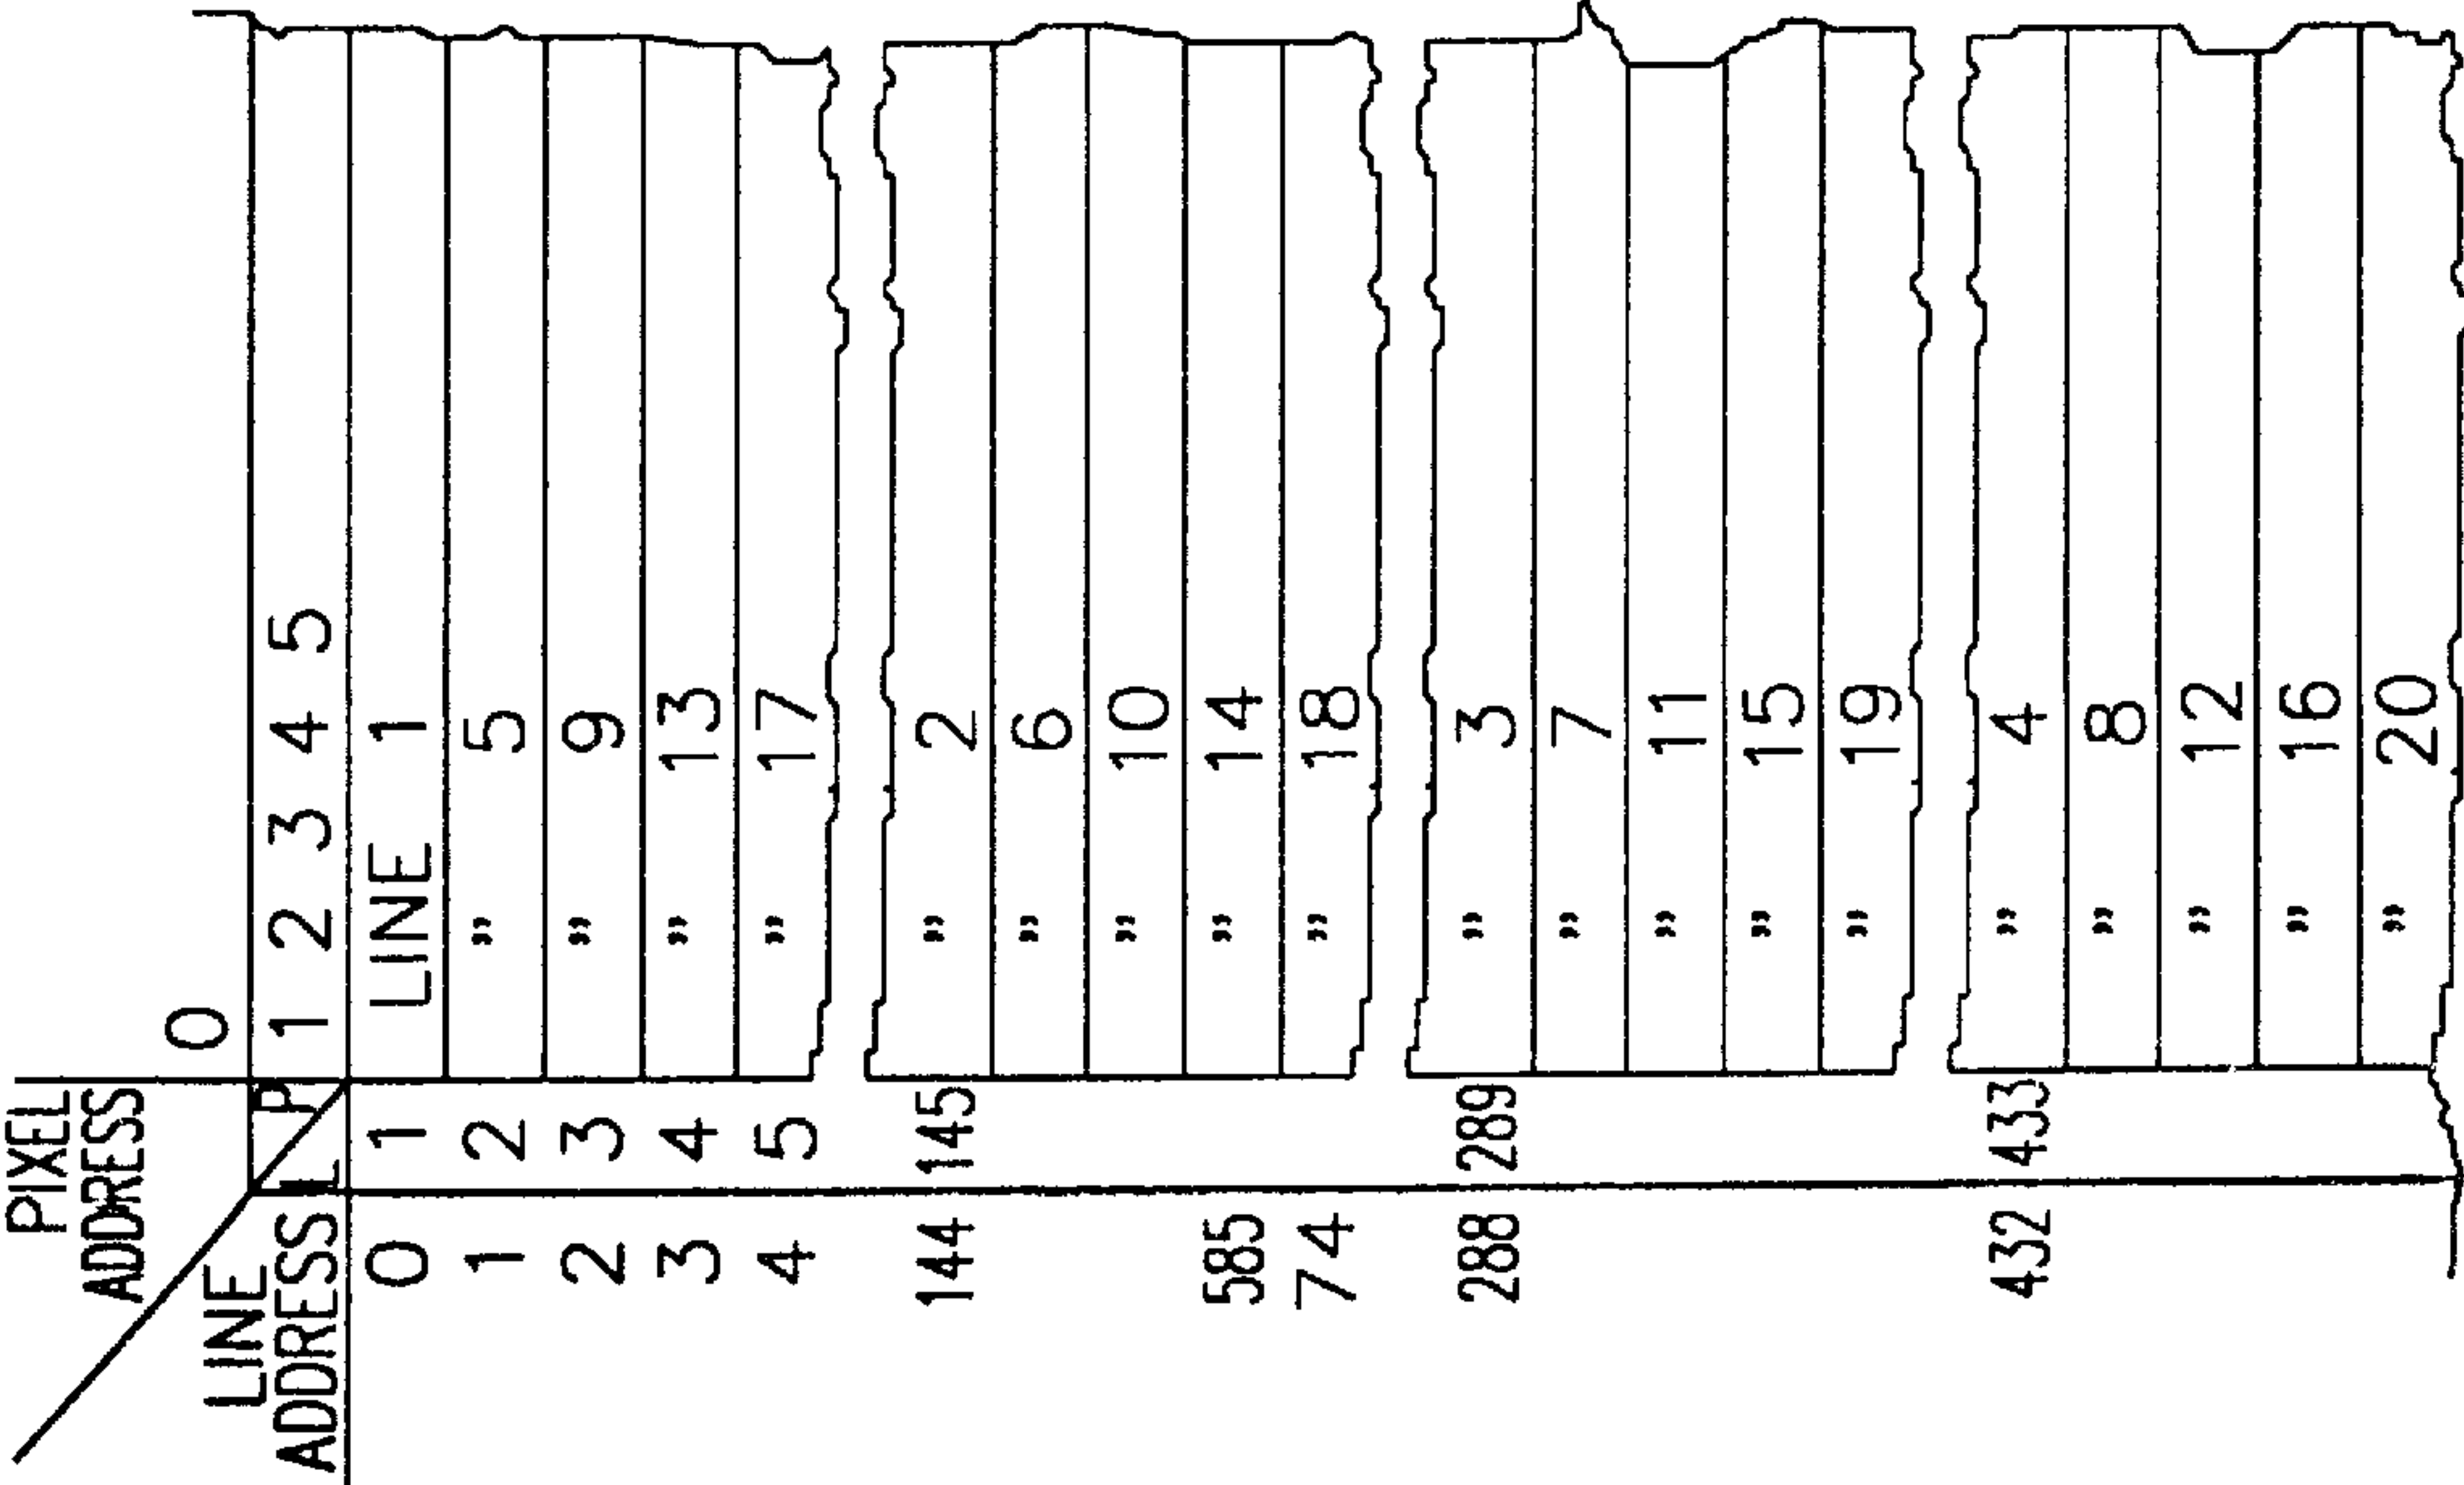 PIXEL
ADDRESS
0
LINE
ADDRESS L P 1 2 3 4 5
0 1 LINE 1
1 2 " 5
2 3 " 9
3 4 " 13
4 5 " 17
144 145 " 2
" 6
" 10
585 " 14
74 " 18
288 289 " 3
" 7
" 11
" 15
" 19
432 433 " 4
" 8
" 12
" 16
" 20